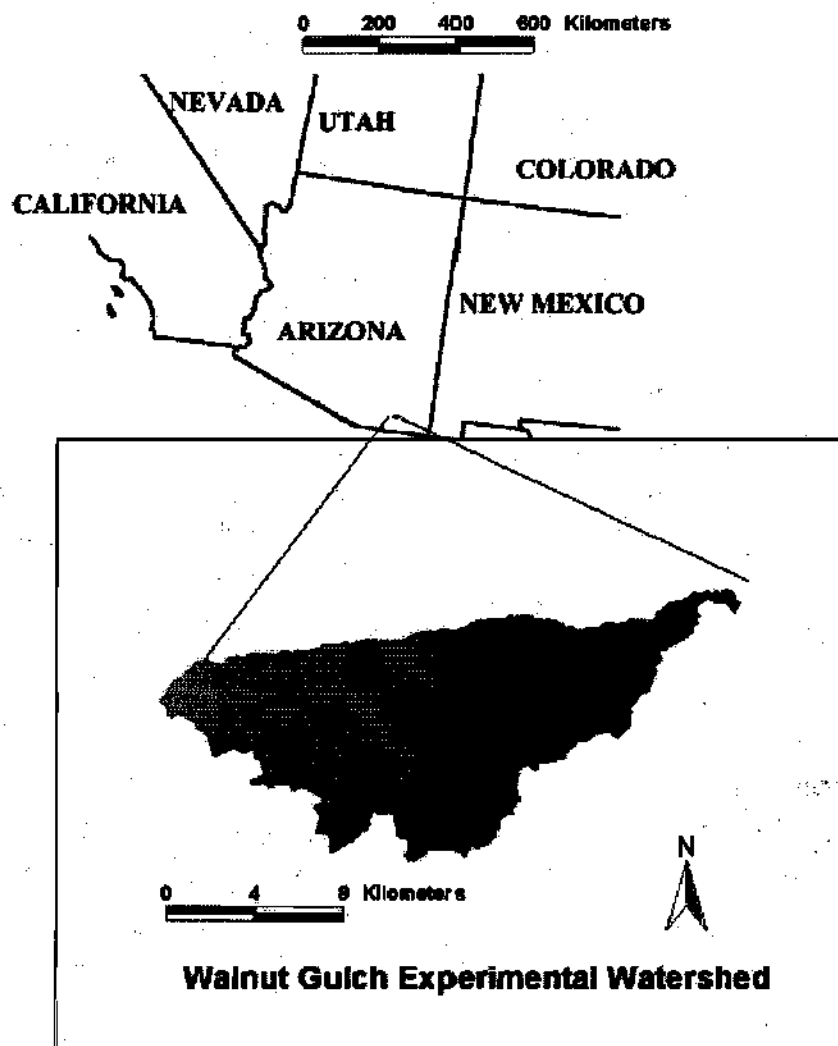 0 200 400 600 Kilometers
NEVADA
UTAH
COLORADO
CALIFORNIA
NEW MEXICO
ARIZONA
N
0 4 8 Kilometers
Walnut Gulch Experimental Watershed